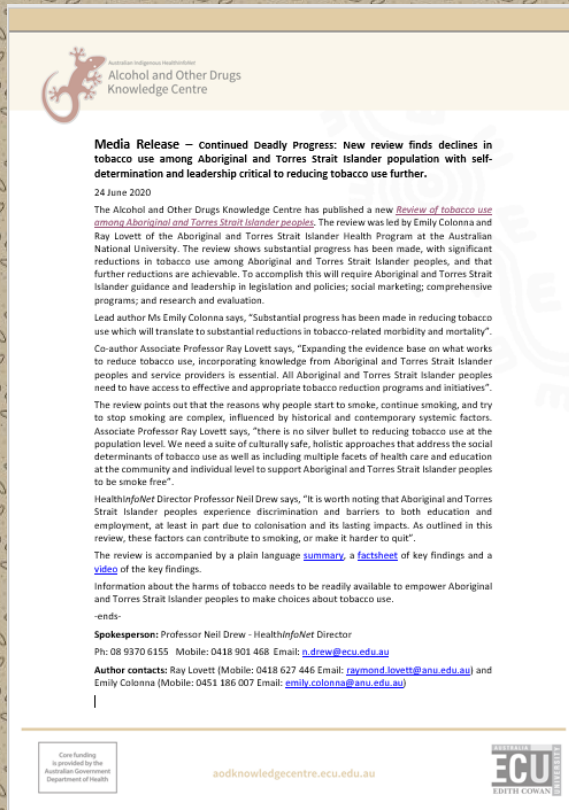 Australian Indigenous HealthInfoNet
Alcohol and Other Drugs
Knowledge Centre
Media Release – Continued Deadly Progress: New review finds declines in
tobacco use among Aboriginal and Torres Strait Islander population with self-
determination and leadership critical to reducing tobacco use further.
24 June 2020
The Alcohol and Other Drugs Knowledge Centre has published a new Review of tobacco use
among Aboriginal and Torres Strait Islander peoples. The review was led by Emily Colonna and
Ray Lovett of the Aboriginal and Torres Strait Islander Health Program at the Australian
National University. The review shows substantial progress has been made, with significant
reductions in tobacco use among Aboriginal and Torres Strait Islander peoples, and that
further reductions are achievable. To accomplish this will require Aboriginal and Torres Strait
Islander guidance and leadership in legislation and policies; social marketing; comprehensive
programs; and research and evaluation.
Lead author Ms Emily Colonna says, “Substantial progress has been made in reducing tobacco
use which will translate to substantial reductions in tobacco-related morbidity and mortality”.
Co-author Associate Professor Ray Lovett says, “Expanding the evidence base on what works
to reduce tobacco use, incorporating knowledge from Aboriginal and Torres Strait Islander
peoples and service providers is essential. All Aboriginal and Torres Strait Islander peoples
need to have access to effective and appropriate tobacco reduction programs and initiatives”.
The review points out that the reasons why people start to smoke, continue smoking, and try
to stop smoking are complex, influenced by historical and contemporary systemic factors.
Associate Professor Ray Lovett says, “there is no silver bullet to reducing tobacco use at the
population level. We need a suite of culturally safe, holistic approaches that address the social
determinants of tobacco use as well as including multiple facets of health care and education
at the community and individual level to support Aboriginal and Torres Strait Islander peoples
to be smoke free”.
HealthInfoNet Director Professor Neil Drew says, “It is worth noting that Aboriginal and Torres
Strait Islander peoples experience discrimination and barriers to both education and
employment, at least in part due to colonisation and its lasting impacts. As outlined in this
review, these factors can contribute to smoking, or make it harder to quit”.
The review is accompanied by a plain language summary, a factsheet of key findings and a
video of the key findings.
Information about the harms of tobacco needs to be readily available to empower Aboriginal
and Torres Strait Islander peoples to make choices about tobacco use.
-ends-
Spokesperson: Professor Neil Drew - HealthInfoNet Director
Ph: 08 9370 6155 Mobile: 0418 901 468 Email: n.drew@ecu.edu.au
Author contacts: Ray Lovett (Mobile: 0418 627 446 Email: raymond.lovett@anu.edu.au) and
Emily Colonna (Mobile: 0451 186 007 Email: emily.colonna@anu.edu.au)
Core funding
is provided by the
Australian Government
Department of Health
aodknowledgecentre.ecu.edu.au
AUSTRALIA
ECU
EDITH COWAN
UNIVERSITY